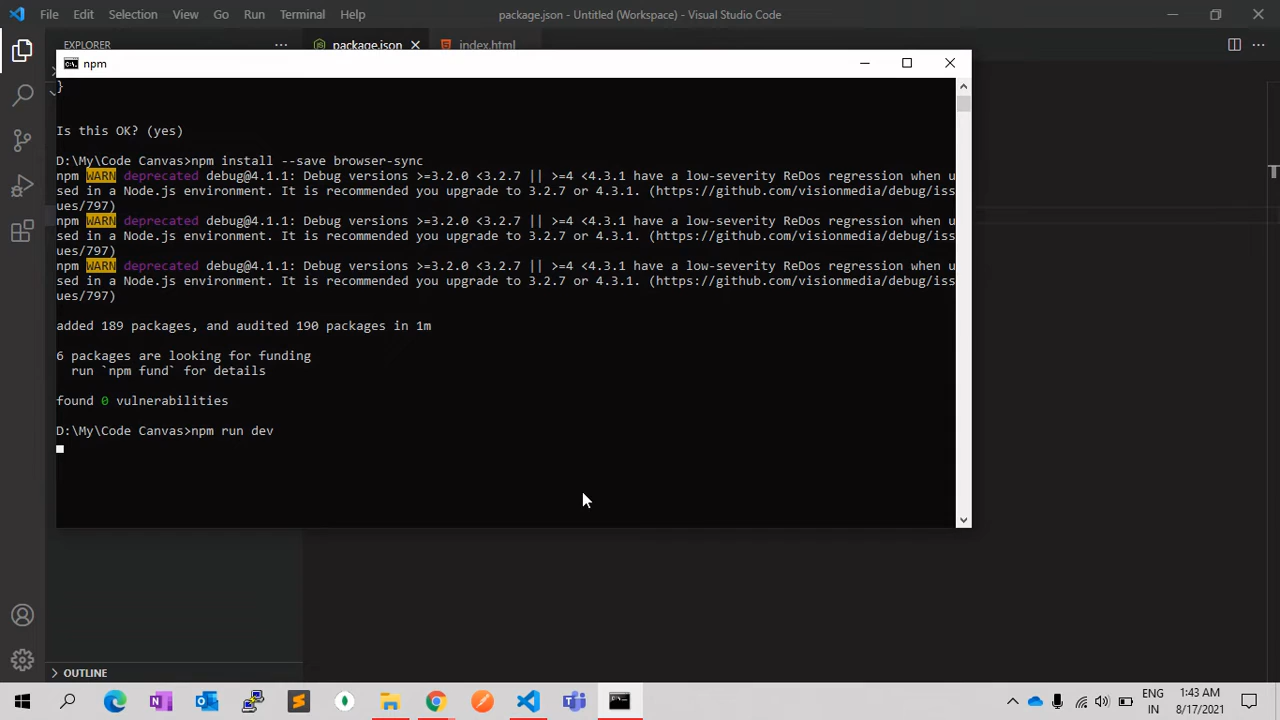 File Edit Selection View Go Run Terminal Help
package.json - Untitled (Workspace) - Visual Studio Code
EXPLORER
package.json
index.html
npm
}
Is this OK? (yes)
D:\My\Code Canvas>npm install --save browser-sync
npm WARN deprecated debug@4.1.1: Debug versions >=3.2.0 <3.2.7 || >=4 <4.3.1 have a low-severity ReDos regression when u
sed in a Node.js environment. It is recommended you upgrade to 3.2.7 or 4.3.1. (https://github.com/visionmedia/debug/iss
ues/797)
npm WARN deprecated debug@4.1.1: Debug versions >=3.2.0 <3.2.7 || >=4 <4.3.1 have a low-severity ReDos regression when u
sed in a Node.js environment. It is recommended you upgrade to 3.2.7 or 4.3.1. (https://github.com/visionmedia/debug/iss
ues/797)
npm WARN deprecated debug@4.1.1: Debug versions >=3.2.0 <3.2.7 || >=4 <4.3.1 have a low-severity ReDos regression when u
sed in a Node.js environment. It is recommended you upgrade to 3.2.7 or 4.3.1. (https://github.com/visionmedia/debug/iss
ues/797)
added 189 packages, and audited 190 packages in 1m
6 packages are looking for funding
run `npm fund` for details
found 0 vulnerabilities
D:\My\Code Canvas>npm run dev
OUTLINE
ENG
IN
1:43 AM
8/17/2021